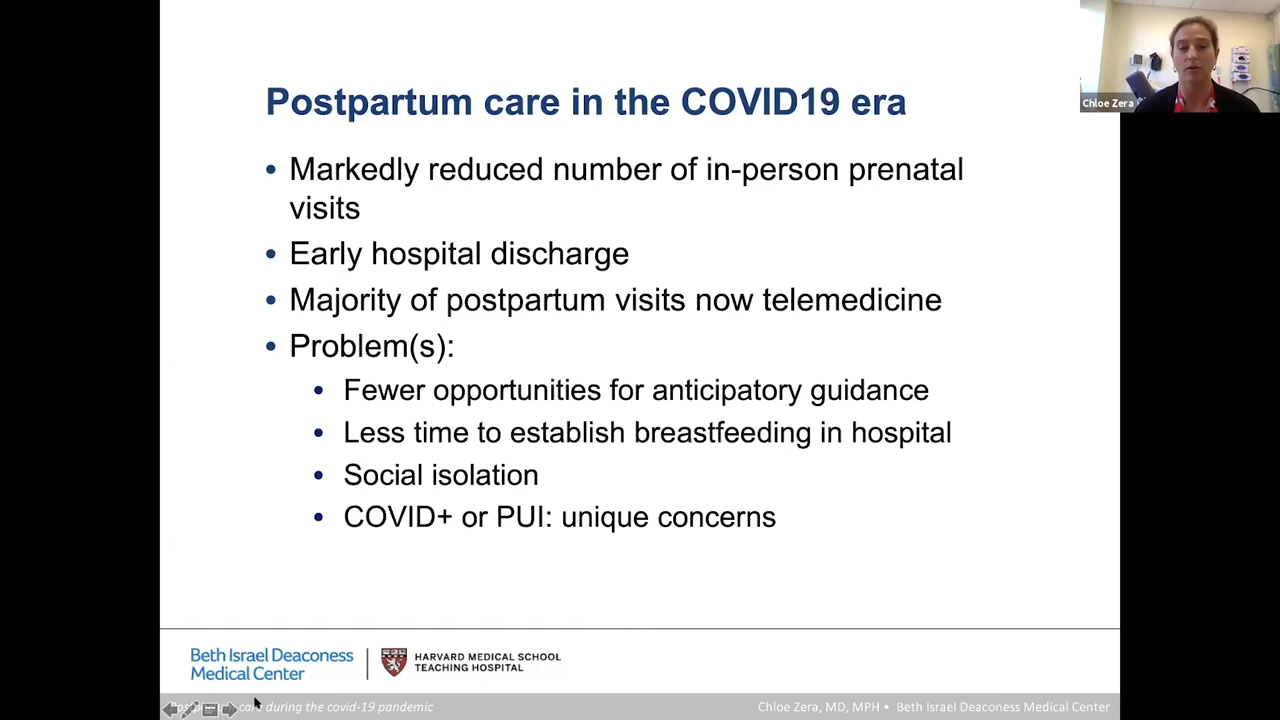 Postpartum care in the COVID19 era
• Markedly reduced number of in-person prenatal
visits
• Early hospital discharge
• Majority of postpartum visits now telemedicine
• Problem(s):
• Fewer opportunities for anticipatory guidance
• Less time to establish breastfeeding in hospital
• Social isolation
• COVID+ or PUI: unique concerns
Chloe Zera
Beth Israel Deaconess
Medical Center
HARVARD MEDICAL SCHOOL
TEACHING HOSPITAL
care during the covid-19 pandemic
Chloe Zera, MD, MPH • Beth Israel Deaconess Medical Center